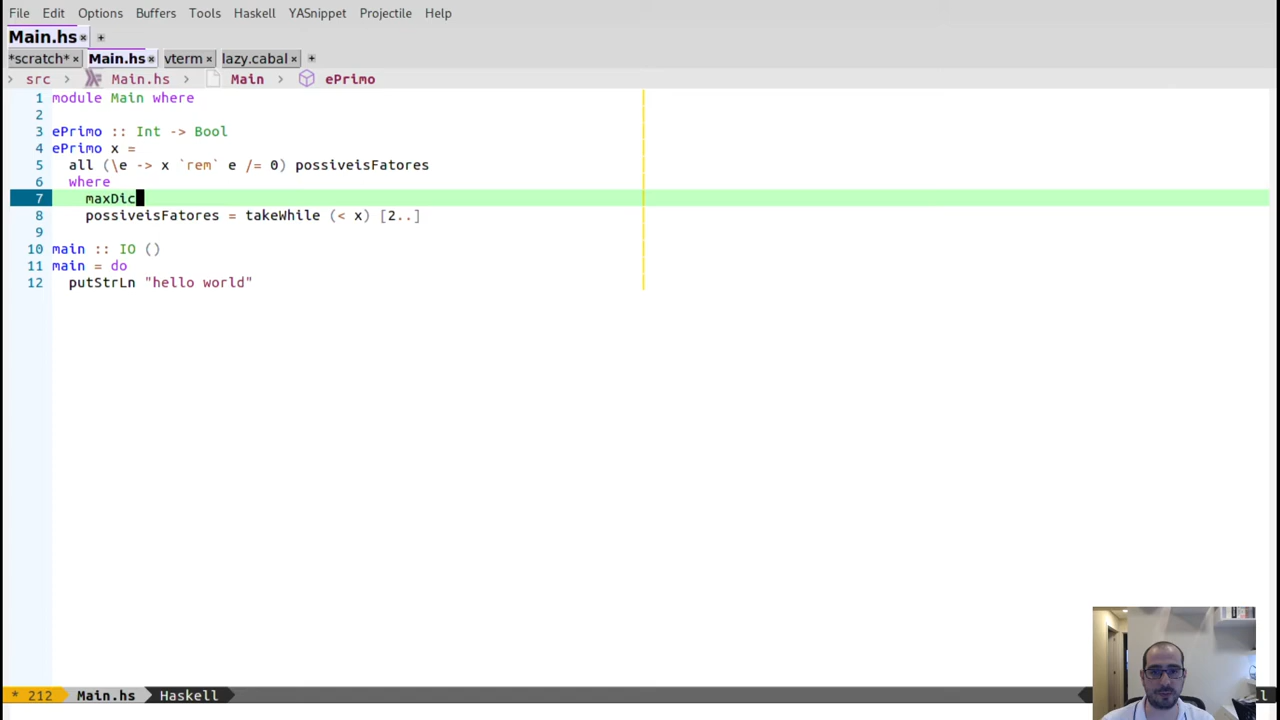 File Edit Options Buffers Tools Haskell YASnippet Projectile Help
Main.hs × +
*scratch* × Main.hs × vterm × lazy.cabal × +
> src > Main.hs > Main > ePrimo
1 module Main where
2
3 ePrimo :: Int -> Bool
4 ePrimo x =
5 all (\e -> x `rem` e /= 0) possiveisFatores
6 where
7 maxDic
8 possiveisFatores = takeWhile (< x) [2..]
9
10 main :: IO ()
11 main = do
12 putStrLn "hello world"
* 212 Main.hs Haskell l